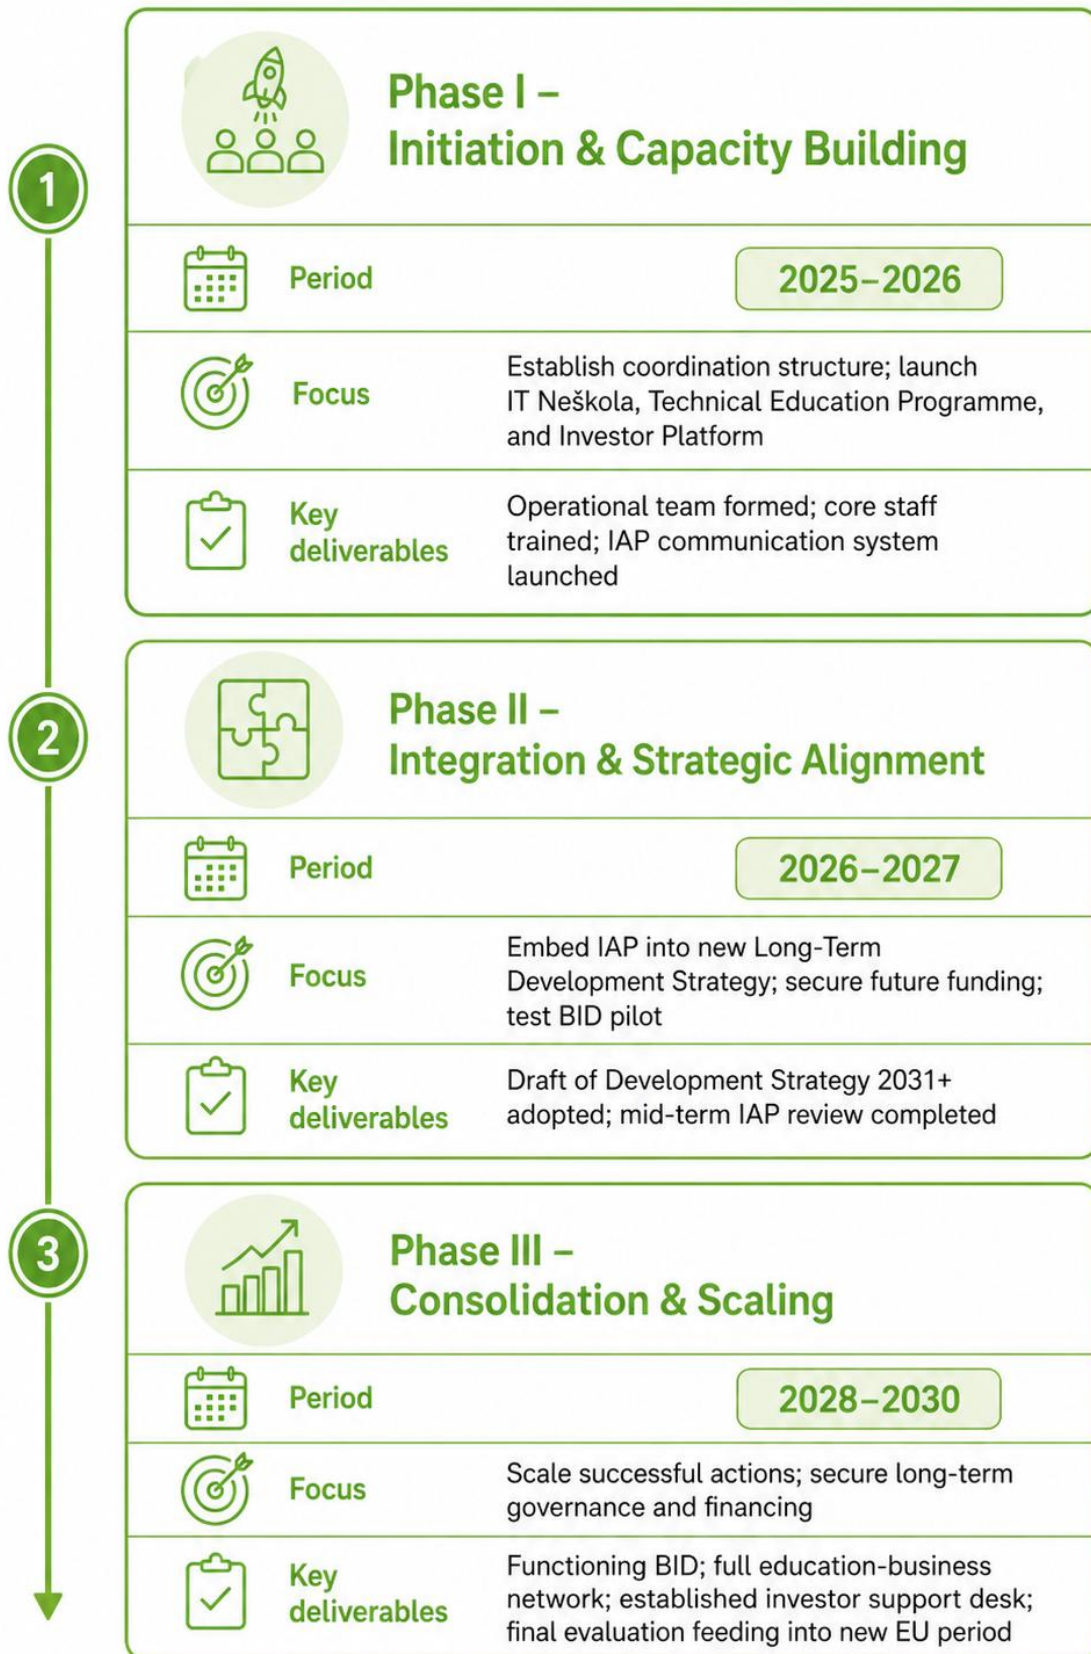 1
Phase I –
Initiation & Capacity Building
Period
2025–2026
Focus
Establish coordination structure; launch
IT Neškola, Technical Education Programme,
and Investor Platform
Key
deliverables
Operational team formed; core staff
trained; IAP communication system
launched
2
Phase II –
Integration & Strategic Alignment
Period
2026–2027
Focus
Embed IAP into new Long-Term
Development Strategy; secure future funding;
test BID pilot
Key
deliverables
Draft of Development Strategy 2031+
adopted; mid-term IAP review completed
3
Phase III –
Consolidation & Scaling
Period
2028–2030
Focus
Scale successful actions; secure long-term
governance and financing
Key
deliverables
Functioning BID; full education-business
network; established investor support desk;
final evaluation feeding into new EU period